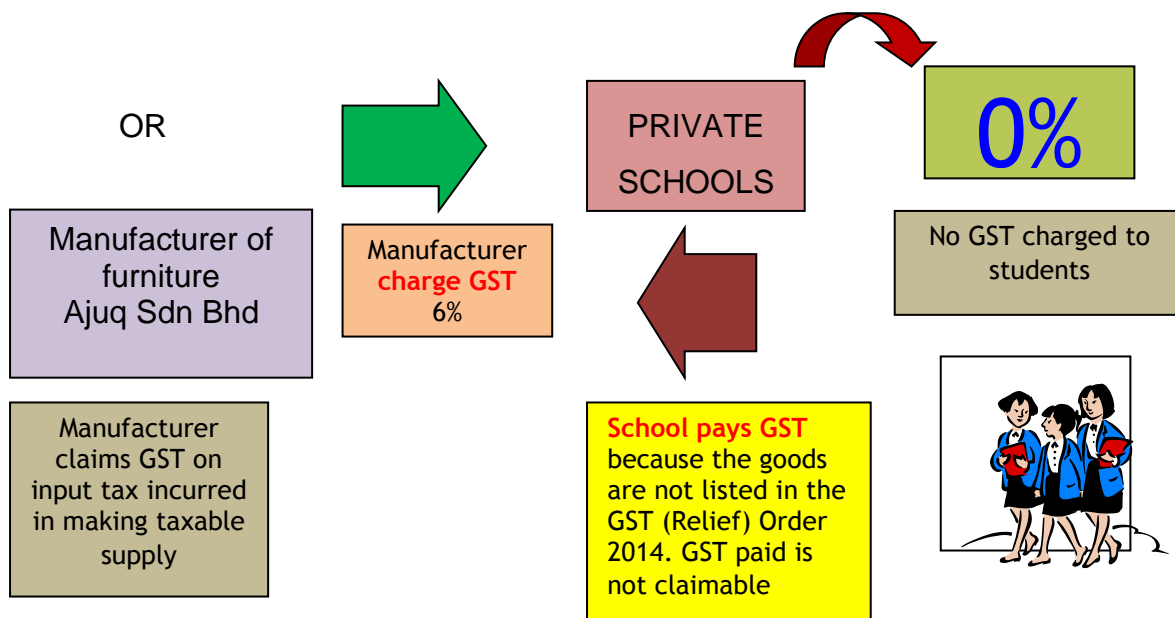 OR
Manufacturer of
furniture
Ajuq Sdn Bhd
Manufacturer
claims GST on
input tax incurred
in making taxable
supply
Manufacturer
charge GST
6%
PRIVATE
SCHOOLS
School pays GST
because the goods
are not listed in the
GST (Relief) Order
2014. GST paid is
not claimable
0%
No GST charged to
students